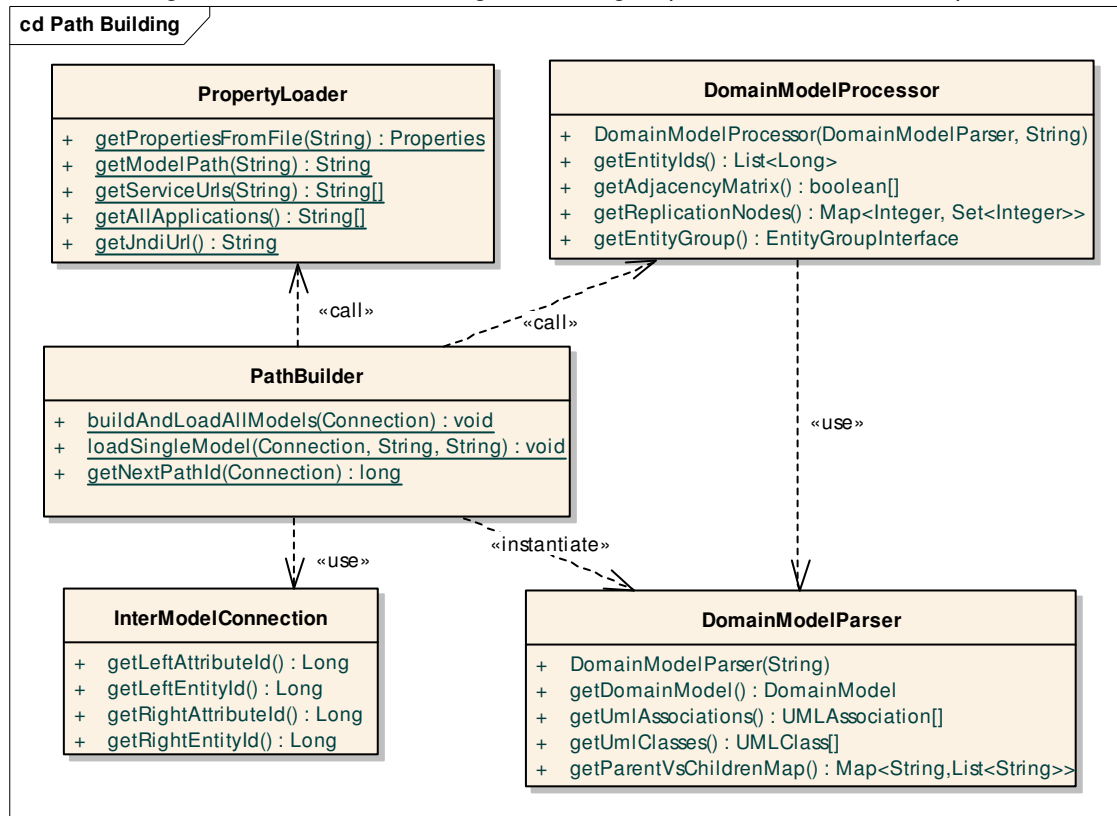 cd Path Building
PropertyLoader
+ getPropertiesFromFile(String) : Properties
+ getModelPath(String) : String
+ getServiceUrls(String) : String[]
+ getAllApplications() : String[]
+ getJndiUrl() : String
DomainModelProcessor
+ DomainModelProcessor(DomainModelParser, String)
+ getEntityIds() : List<Long>
+ getAdjacencyMatrix() : boolean[]
+ getReplicationNodes() : Map<Integer, Set<Integer>>
+ getEntityGroup() : EntityGroupInterface
«call»
«call»
PathBuilder
+ buildAndLoadAllModels(Connection) : void
+ loadSingleModel(Connection, String, String) : void
+ getNextPathId(Connection) : long
«use»
«use»
«instantiate»
InterModelConnection
+ getLeftAttributeId() : Long
+ getLeftEntityId() : Long
+ getRightAttributeId() : Long
+ getRightEntityId() : Long
DomainModelParser
+ DomainModelParser(String)
+ getDomainModel() : DomainModel
+ getUmlAssociations() : UMLAssociation[]
+ getUmlClasses() : UMLClass[]
+ getParentVsChildrenMap() : Map<String,List<String>>